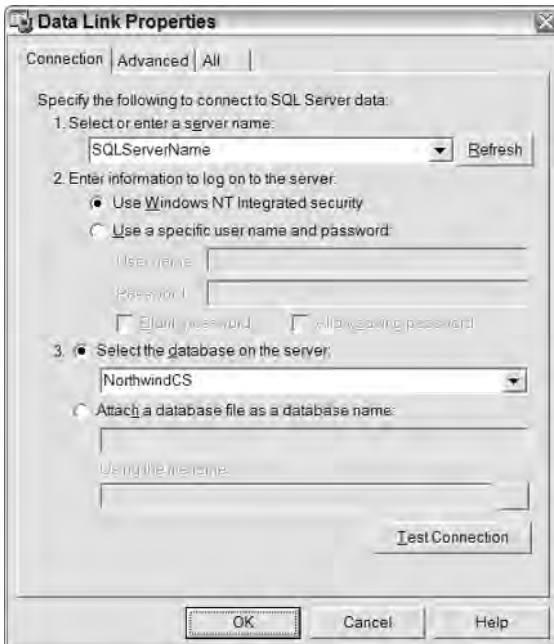 Data Link Properties
Connection Advanced All
Specify the following to connect to SQL Server data:
1. Select or enter a server name:
SQLServerName Refresh
2. Enter information to log on to the server:
Use Windows NT Integrated security
Use a specific user name and password:
User name:
Password:
Blank password Allow saving password
3. Select the database on the server:
NorthwindCS
Attach a database file as a database name:
Using the filename:
Test Connection
OK Cancel Help